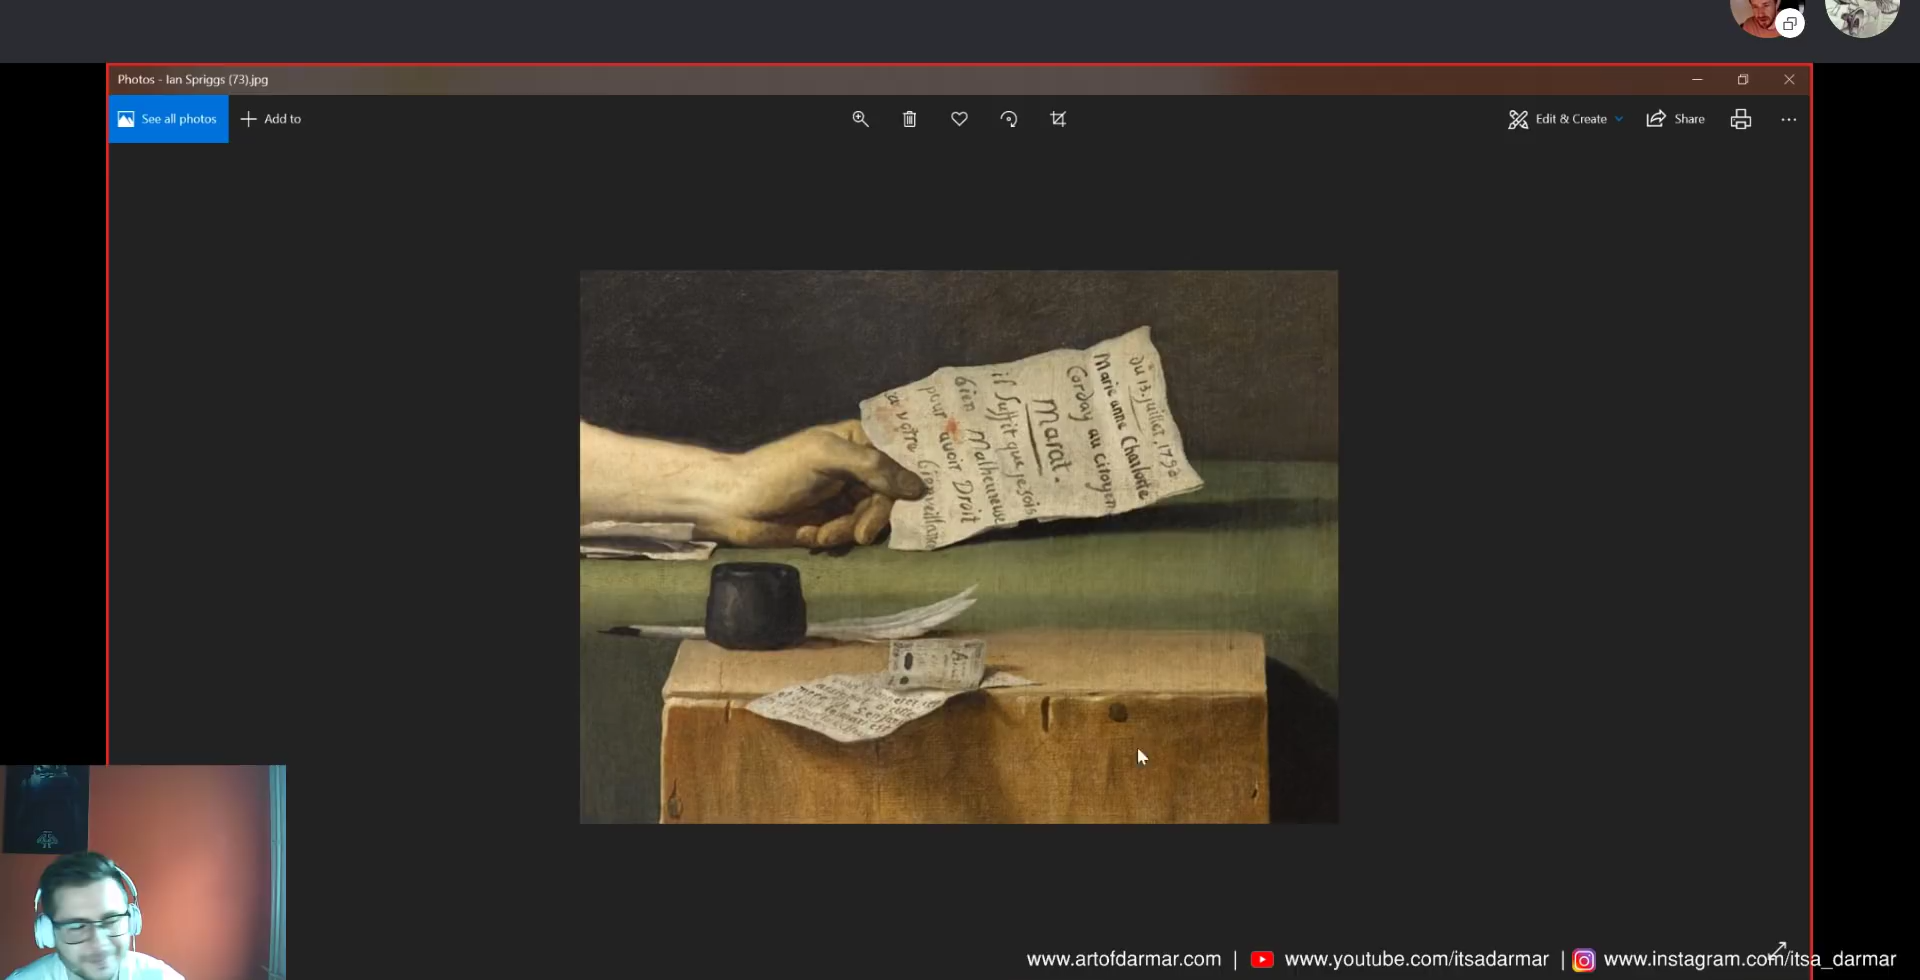 Photos - Ian Spriggs (73).jpg
See all photos
Add to
Edit & Create
Share
du 13. juillet, 1793
Marie anne Charlotte
Corday au citoyen
Marat.
il suffit que je sois
bien Malheureuse
pour avoir Droit
a votre bienveillance
www.artofdarmar.com | www.youtube.com/itsadarmar | www.instagram.com/itsa_darmar